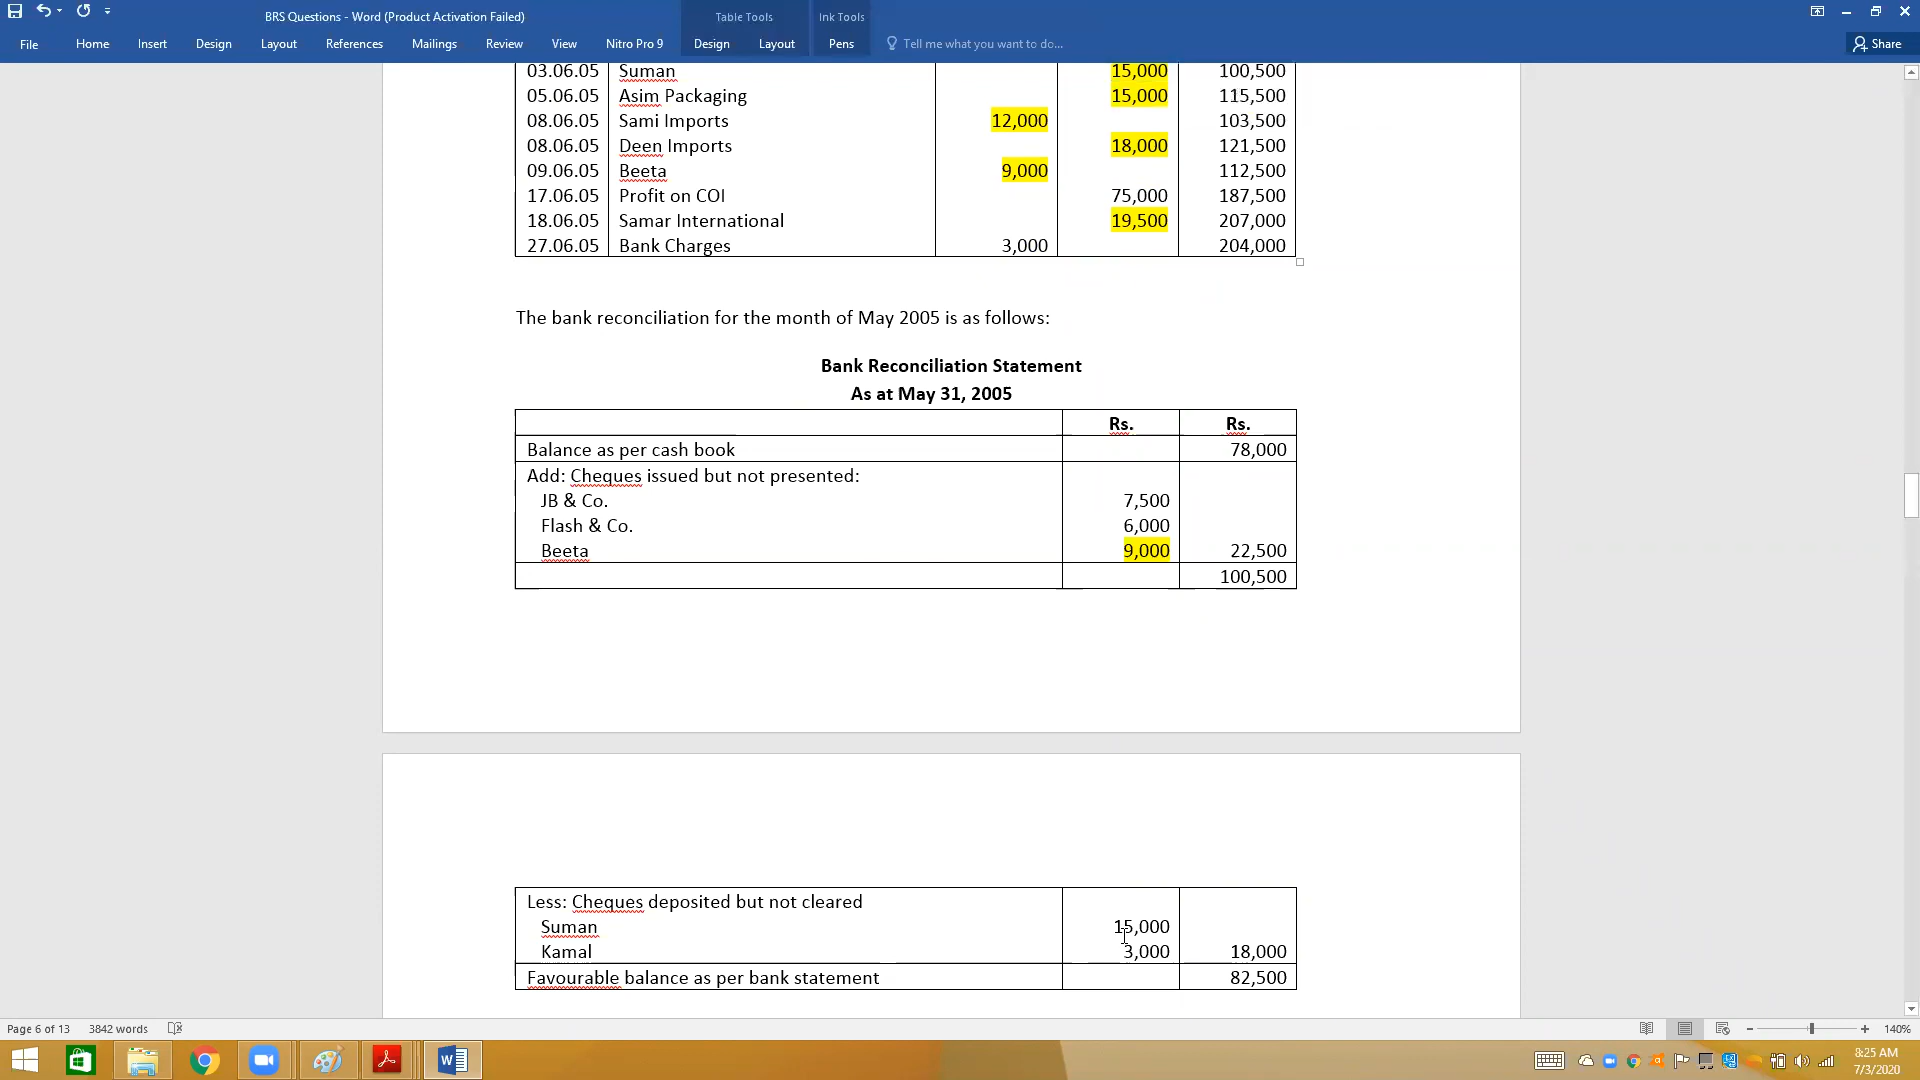 BRS Questions - Word (Product Activation Failed)
Table Tools
Ink Tools
File
Home
Insert
Design
Layout
References
Mailings
Review
View
Nitro Pro 9
Design
Layout
Pens
Tell me what you want to do...
Share
03.06.05 Suman 15,000 100,500
05.06.05 Asim Packaging 15,000 115,500
08.06.05 Sami Imports 12,000 103,500
08.06.05 Deen Imports 18,000 121,500
09.06.05 Beeta 9,000 112,500
17.06.05 Profit on COI 75,000 187,500
18.06.05 Samar International 19,500 207,000
27.06.05 Bank Charges 3,000 204,000
The bank reconciliation for the month of May 2005 is as follows:
Bank Reconciliation Statement
As at May 31, 2005
Rs. Rs.
Balance as per cash book 78,000
Add: Cheques issued but not presented:
JB & Co. 7,500
Flash & Co. 6,000
Beeta 9,000 22,500
100,500
Less: Cheques deposited but not cleared
Suman 15,000
Kamal 3,000 18,000
Favourable balance as per bank statement 82,500
Page 6 of 13 3842 words
140%
8:25 AM
7/3/2020